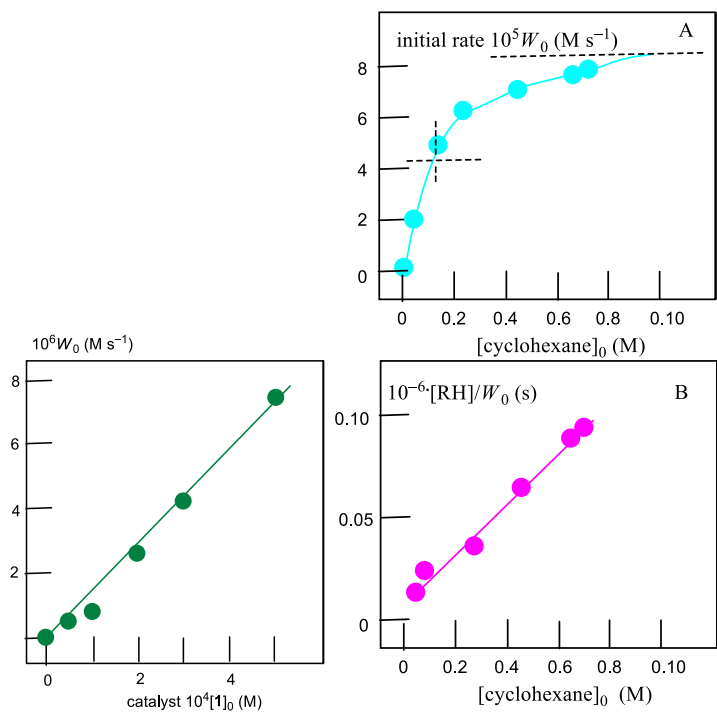 A
initial rate 10⁵W₀ (M s⁻¹)
8
6
4
2
0
0 0.2 0.4 0.6 0.8 0.10
[cyclohexane]₀ (M)
10⁶W₀ (M s⁻¹)
8
6
4
2
0 2 4
catalyst 10⁴[1]₀ (M)
10⁻⁶·[RH]/W₀ (s) B
0.10
0.05
0
0 0.2 0.4 0.6 0.8 0.10
[cyclohexane]₀ (M)